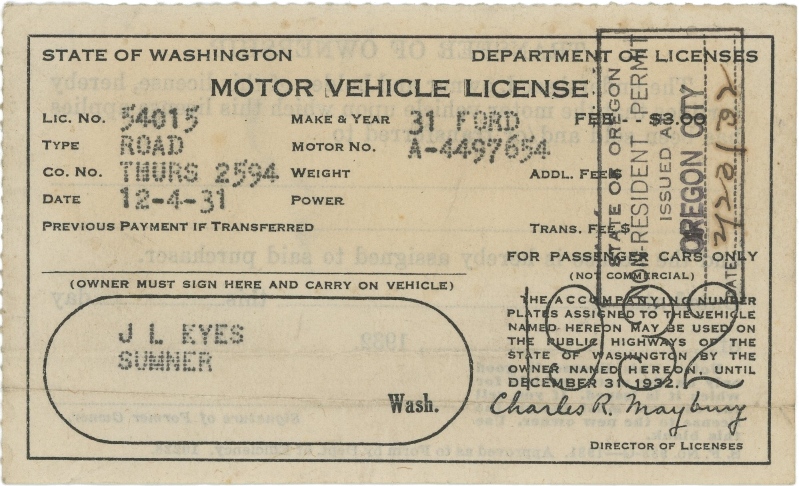 STATE OF WASHINGTON DEPARTMENT OF LICENSES
MOTOR VEHICLE LICENSE
LIC. NO. 54015 MAKE & YEAR 31 FORD FEE - - $3.00
TYPE ROAD MOTOR NO. A-4497654
CO. NO. THURS 2594 WEIGHT ADDL. FEE $
DATE 12-4-31 POWER
PREVIOUS PAYMENT IF TRANSFERRED TRANS. FEE $
FOR PASSENGER CARS ONLY
(NOT COMMERCIAL)
(OWNER MUST SIGN HERE AND CARRY ON VEHICLE)
J L EYES
SUMNER
Wash.
1932
THE ACCOMPANYING NUMBER
PLATES ASSIGNED TO THE VEHICLE
NAMED HEREON MAY BE USED ON
THE PUBLIC HIGHWAYS OF THE
STATE OF WASHINGTON BY THE
OWNER NAMED HEREON, UNTIL
DECEMBER 31, 1932.
Charles R. Maybury
DIRECTOR OF LICENSES
STATE OF OREGON
NON-RESIDENT PERMIT
ISSUED AT
OREGON CITY
DATE 2/23/32